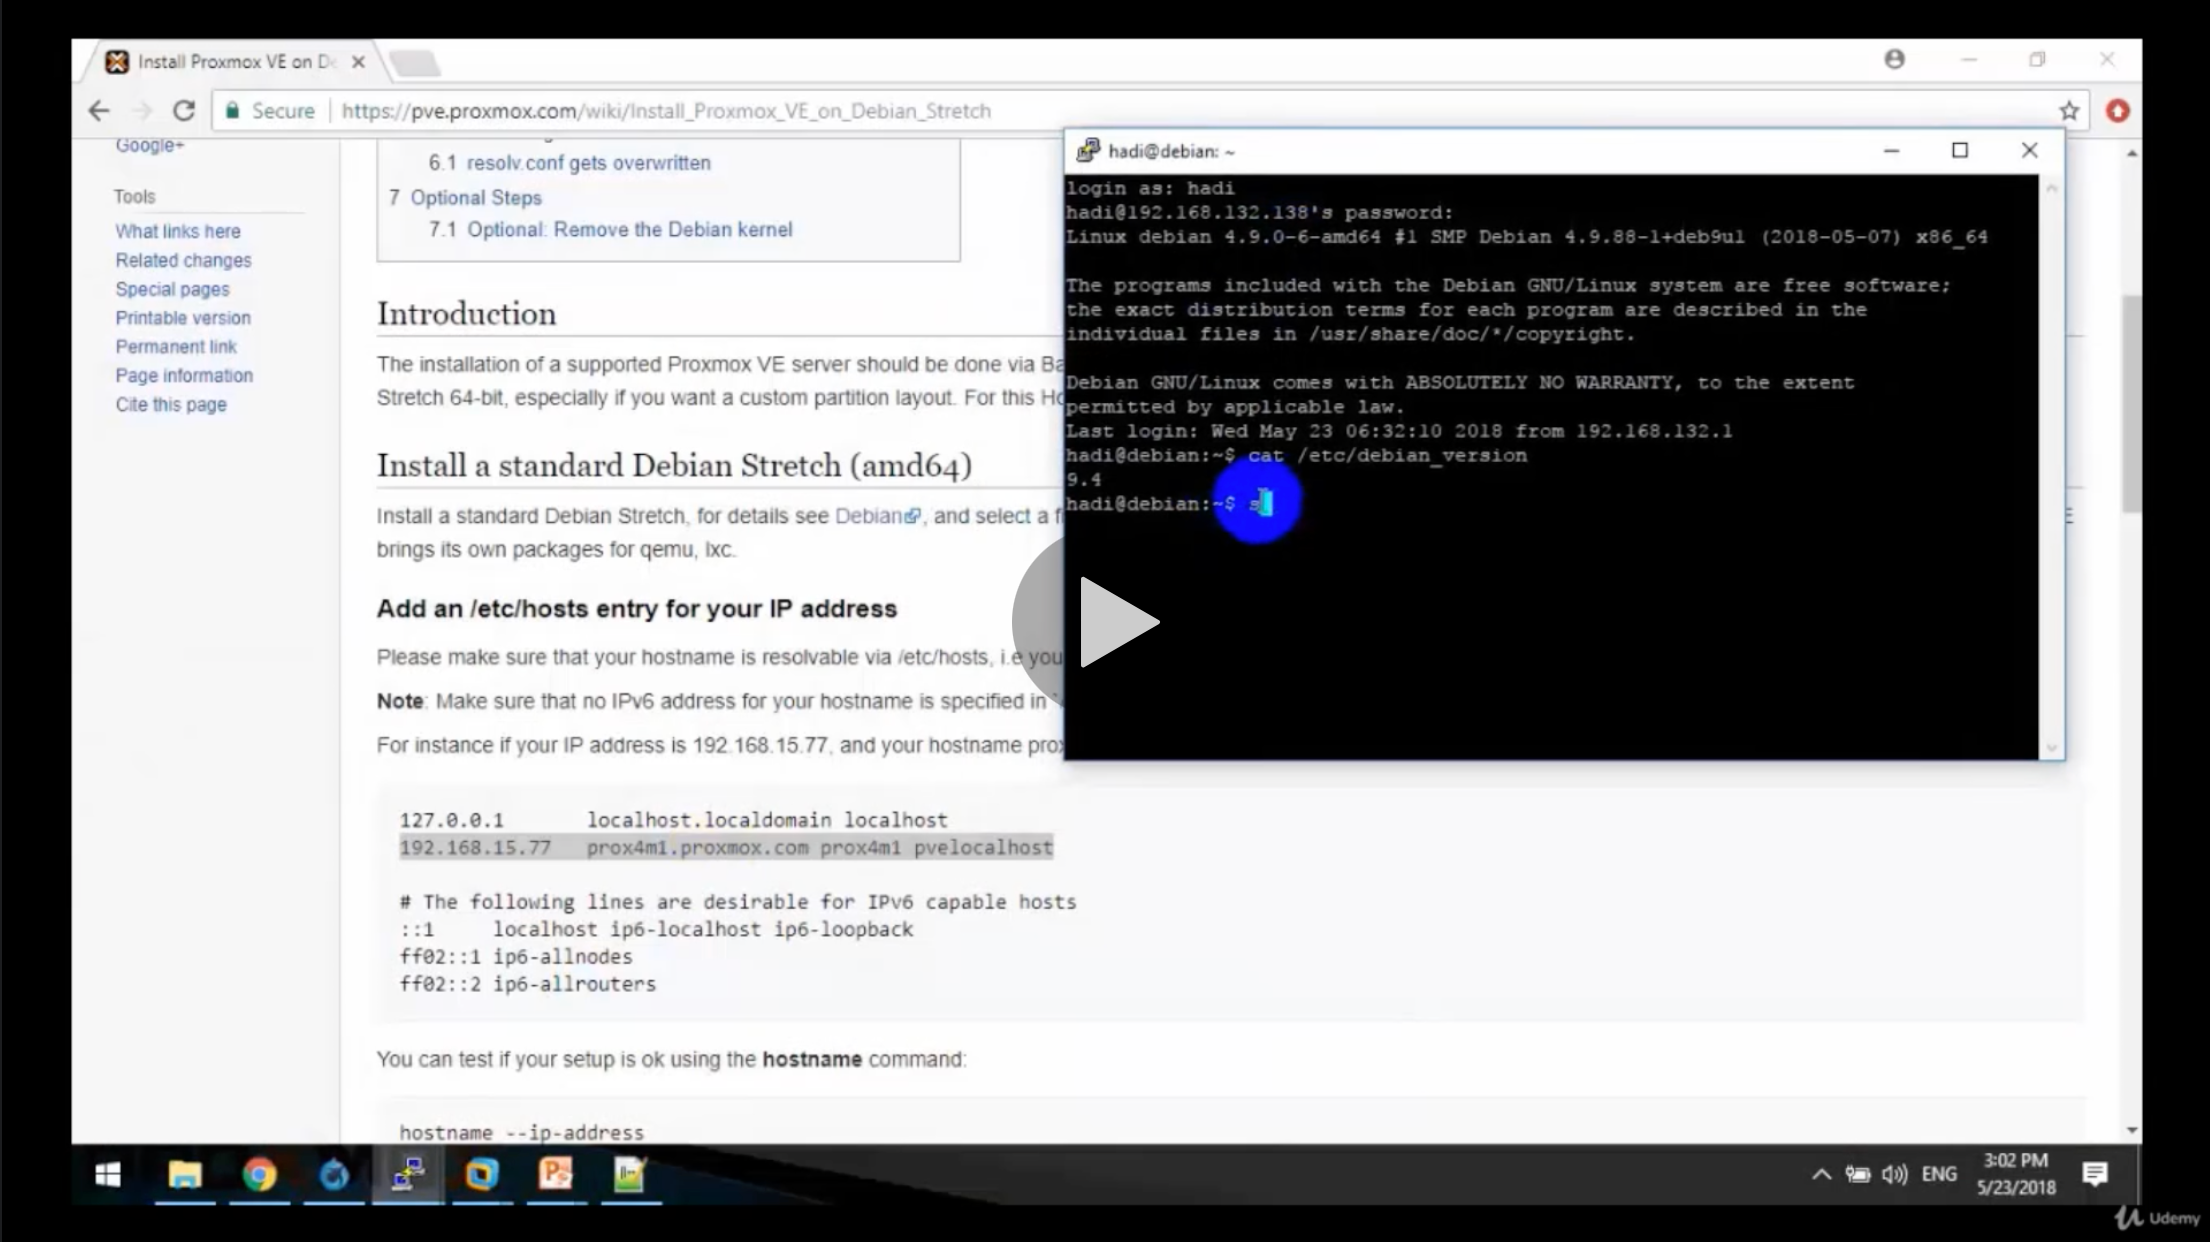 Install Proxmox VE on De
Secure
https://pve.proxmox.com/wiki/Install_Proxmox_VE_on_Debian_Stretch
Google+
Tools
What links here
Related changes
Special pages
Printable version
Permanent link
Page information
Cite this page
6.1 resolv.conf gets overwritten
7 Optional Steps
7.1 Optional: Remove the Debian kernel
Introduction
The installation of a supported Proxmox VE server should be done via Ba
Stretch 64-bit, especially if you want a custom partition layout. For this Ho
Install a standard Debian Stretch (amd64)
Install a standard Debian Stretch, for details see Debian, and select a f
brings its own packages for qemu, lxc.
Add an /etc/hosts entry for your IP address
Please make sure that your hostname is resolvable via /etc/hosts, i.e you
Note: Make sure that no IPv6 address for your hostname is specified in
For instance if your IP address is 192.168.15.77, and your hostname prox
127.0.0.1 localhost.localdomain localhost
192.168.15.77 prox4m1.proxmox.com prox4m1 pvelocalhost
# The following lines are desirable for IPv6 capable hosts
::1 localhost ip6-localhost ip6-loopback
ff02::1 ip6-allnodes
ff02::2 ip6-allrouters
You can test if your setup is ok using the hostname command:
hostname --ip-address
hadi@debian: ~
login as: hadi
hadi@192.168.132.138's password:
Linux debian 4.9.0-6-amd64 #1 SMP Debian 4.9.88-1+deb9u1 (2018-05-07) x86_64
The programs included with the Debian GNU/Linux system are free software;
the exact distribution terms for each program are described in the
individual files in /usr/share/doc/*/copyright.
Debian GNU/Linux comes with ABSOLUTELY NO WARRANTY, to the extent
permitted by applicable law.
Last login: Wed May 23 06:32:10 2018 from 192.168.132.1
hadi@debian:~$ cat /etc/debian_version
9.4
hadi@debian:~$ s
ENG
3:02 PM
5/23/2018
Udemy